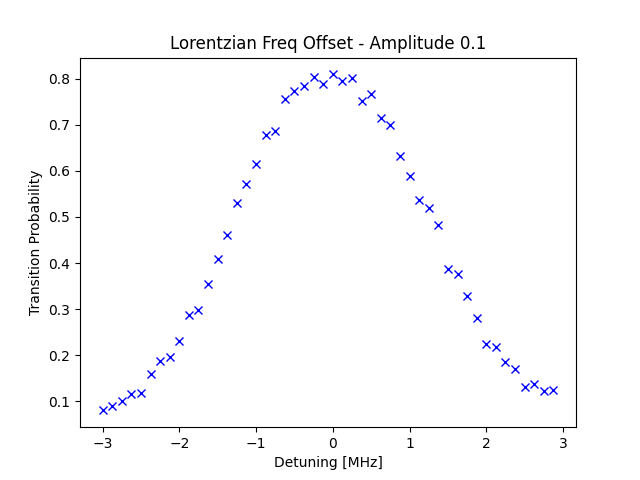 Lorentzian Freq Offset - Amplitude 0.1
0.8
0.7
0.6
0.5
0.4
0.3
0.2
0.1
Transition Probability
−3 −2 −1 0 1 2 3
Detuning [MHz]